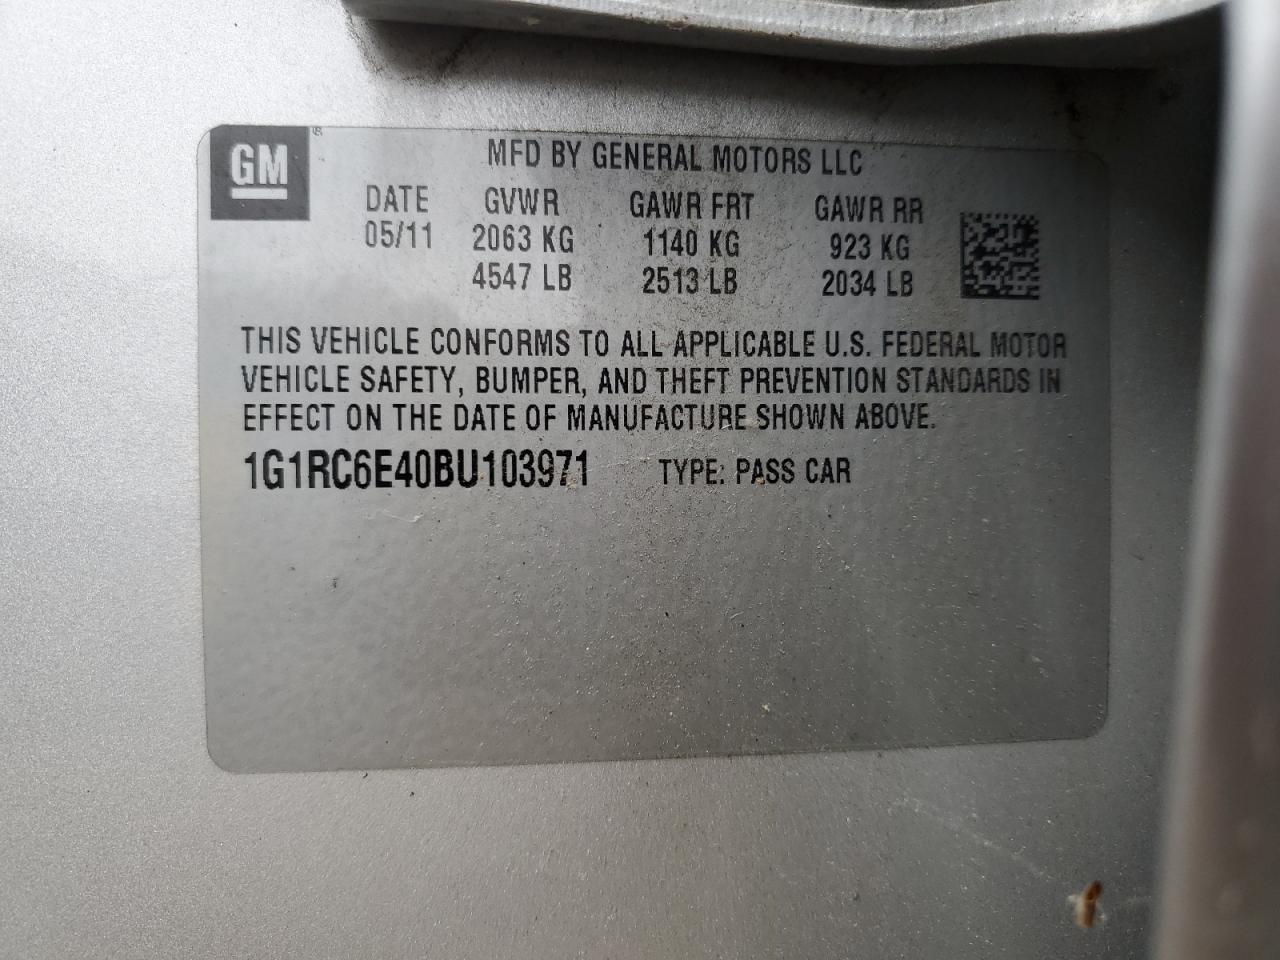 GM ®
MFD BY GENERAL MOTORS LLC
DATE GVWR GAWR FRT GAWR RR
05/11 2063 KG 1140 KG 923 KG
4547 LB 2513 LB 2034 LB
THIS VEHICLE CONFORMS TO ALL APPLICABLE U.S. FEDERAL MOTOR
VEHICLE SAFETY, BUMPER, AND THEFT PREVENTION STANDARDS IN
EFFECT ON THE DATE OF MANUFACTURE SHOWN ABOVE.
1G1RC6E40BU103971 TYPE: PASS CAR